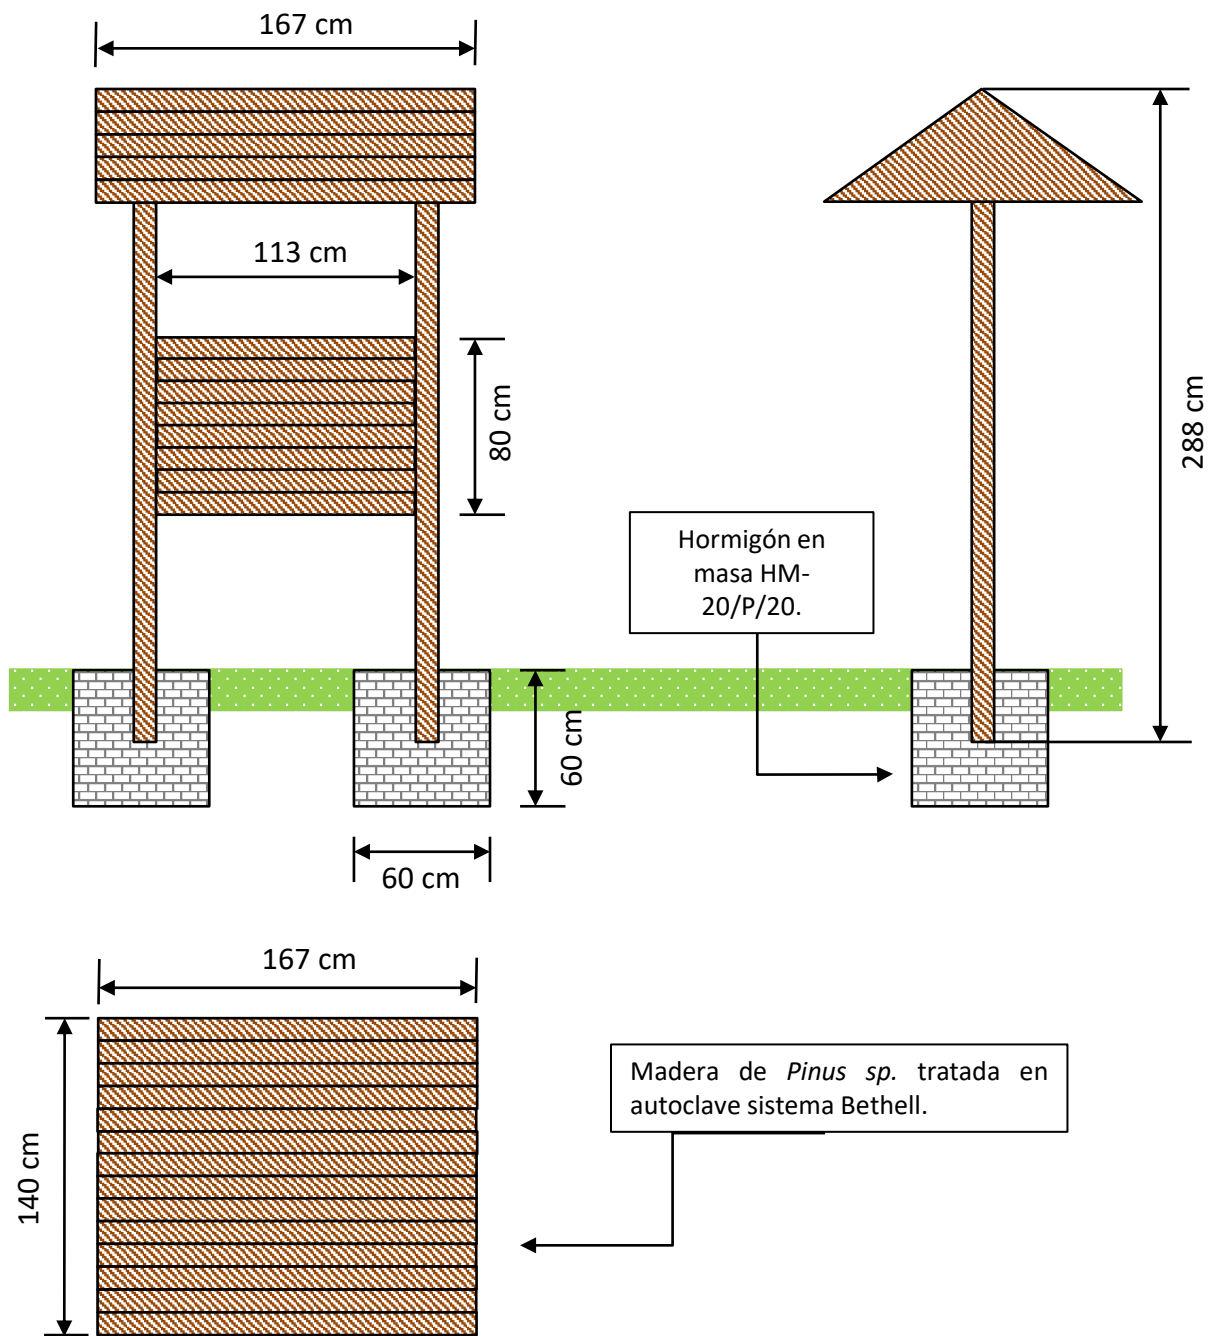 167 cm
113 cm
80 cm
288 cm
Hormigón en
masa HM-
20/P/20.
60 cm
60 cm
167 cm
140 cm
Madera de Pinus sp. tratada en
autoclave sistema Bethell.